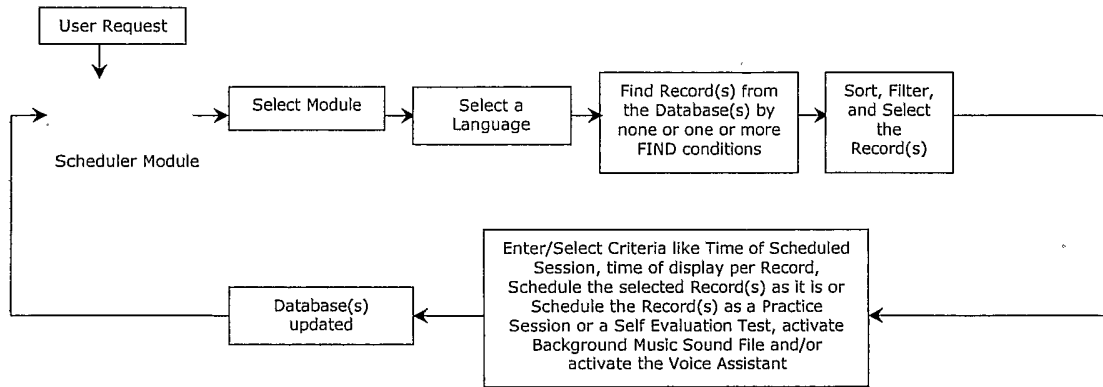 User Request
Scheduler Module
Select Module
Select a
Language
Find Record(s) from
the Database(s) by
none or one or more
FIND conditions
Sort, Filter,
and Select
the
Record(s)
Enter/Select Criteria like Time of Scheduled
Session, time of display per Record,
Schedule the selected Record(s) as it is or
Schedule the Record(s) as a Practice
Session or a Self Evaluation Test, activate
Background Music Sound File and/or
activate the Voice Assistant
Database(s)
updated